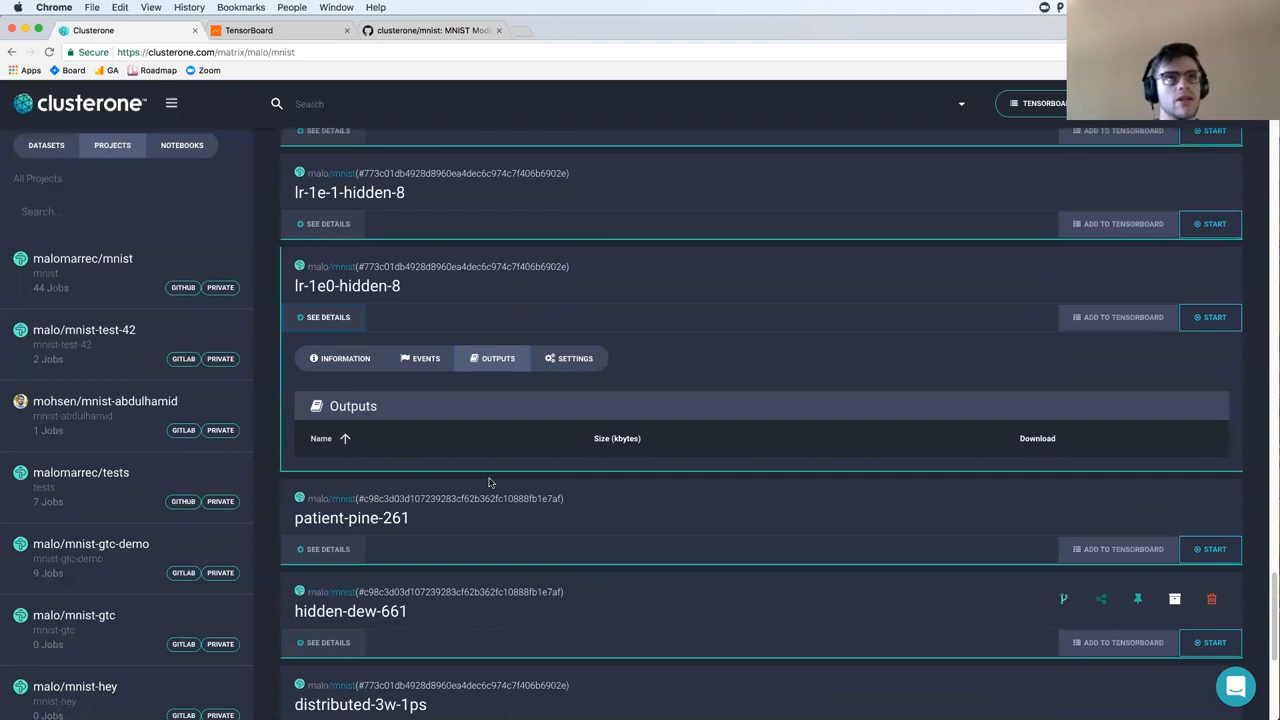 Chrome File Edit View History Bookmarks People Window Help
Clusterone
TensorBoard
clusterone/mnist: MNIST Mod
Secure https://clusterone.com/matrix/malo/mnist
Apps Board GA Roadmap Zoom
clusterone™
Search
TENSORBOA
DATASETS PROJECTS NOTEBOOKS
All Projects
Search...
malomarrec/mnist
mnist
44 Jobs
GITHUB PRIVATE
malo/mnist-test-42
mnist-test-42
2 Jobs
GITLAB PRIVATE
mohsen/mnist-abdulhamid
mnist-abdulhamid
1 Jobs
GITLAB PRIVATE
malomarrec/tests
tests
7 Jobs
GITHUB PRIVATE
malo/mnist-gtc-demo
mnist-gtc-demo
9 Jobs
GITLAB PRIVATE
malo/mnist-gtc
mnist-gtc
0 Jobs
GITLAB PRIVATE
malo/mnist-hey
mnist-hey
0 Jobs
GITLAB PRIVATE
SEE DETAILS
ADD TO TENSORBOARD START
malo/mnist(#773c01db4928d8960ea4dec6c974c7f406b6902e)
lr-1e-1-hidden-8
SEE DETAILS
ADD TO TENSORBOARD START
malo/mnist(#773c01db4928d8960ea4dec6c974c7f406b6902e)
lr-1e0-hidden-8
SEE DETAILS
ADD TO TENSORBOARD START
INFORMATION EVENTS OUTPUTS SETTINGS
Outputs
Name Size (kbytes) Download
malo/mnist(#c98c3d03d107239283cf62b362fc10888fb1e7af)
patient-pine-261
SEE DETAILS
ADD TO TENSORBOARD START
malo/mnist(#c98c3d03d107239283cf62b362fc10888fb1e7af)
hidden-dew-661
SEE DETAILS
ADD TO TENSORBOARD START
malo/mnist(#773c01db4928d8960ea4dec6c974c7f406b6902e)
distributed-3w-1ps